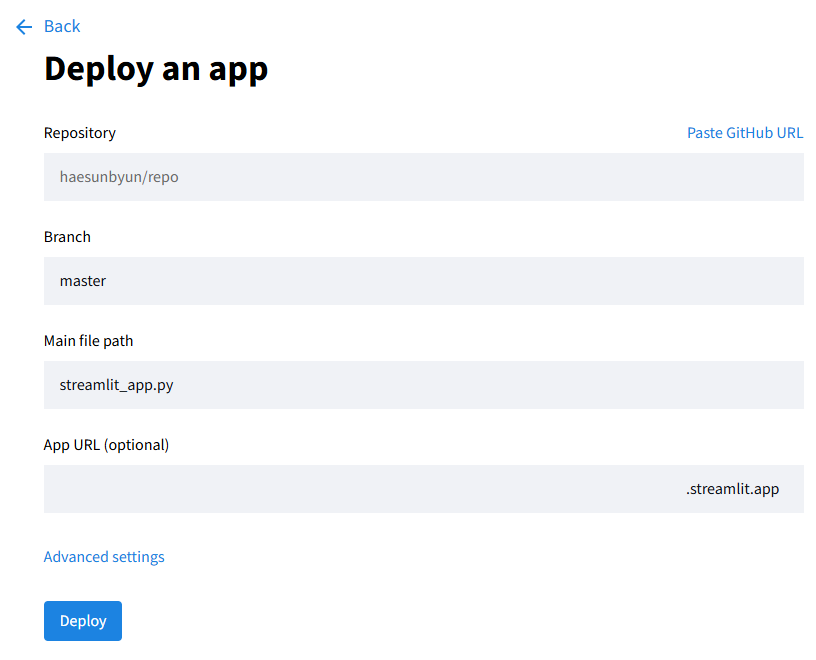 Back
Deploy an app
Repository
Paste GitHub URL
haesunbyun/repo
Branch
master
Main file path
streamlit_app.py
App URL (optional)
.streamlit.app
Advanced settings
Deploy